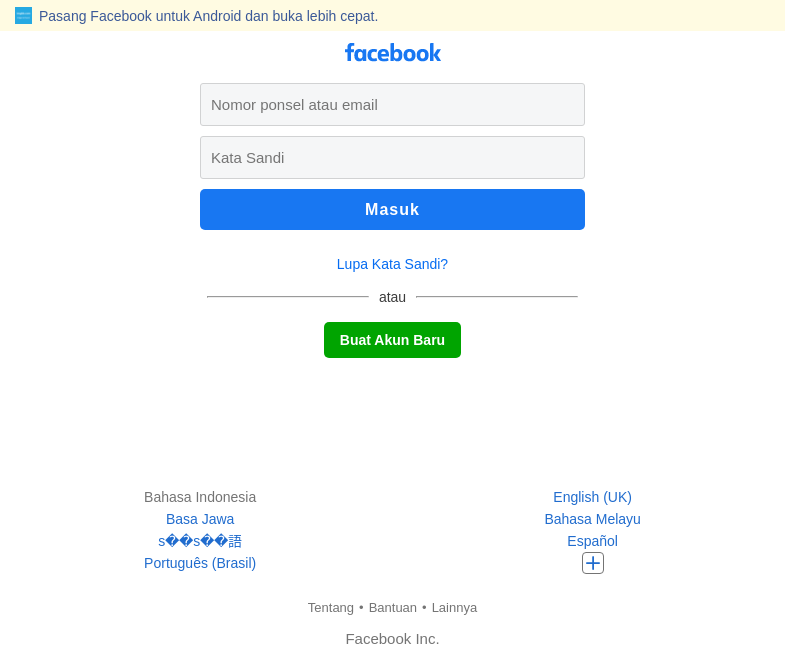 Pasang Facebook untuk Android dan buka lebih cepat.
facebook
Nomor ponsel atau email
Kata Sandi
Masuk
Lupa Kata Sandi?
atau
Buat Akun Baru
Bahasa Indonesia
English (UK)
Basa Jawa
Bahasa Melayu
s��s��語
Español
Português (Brasil)
Tentang • Bantuan • Lainnya
Facebook Inc.